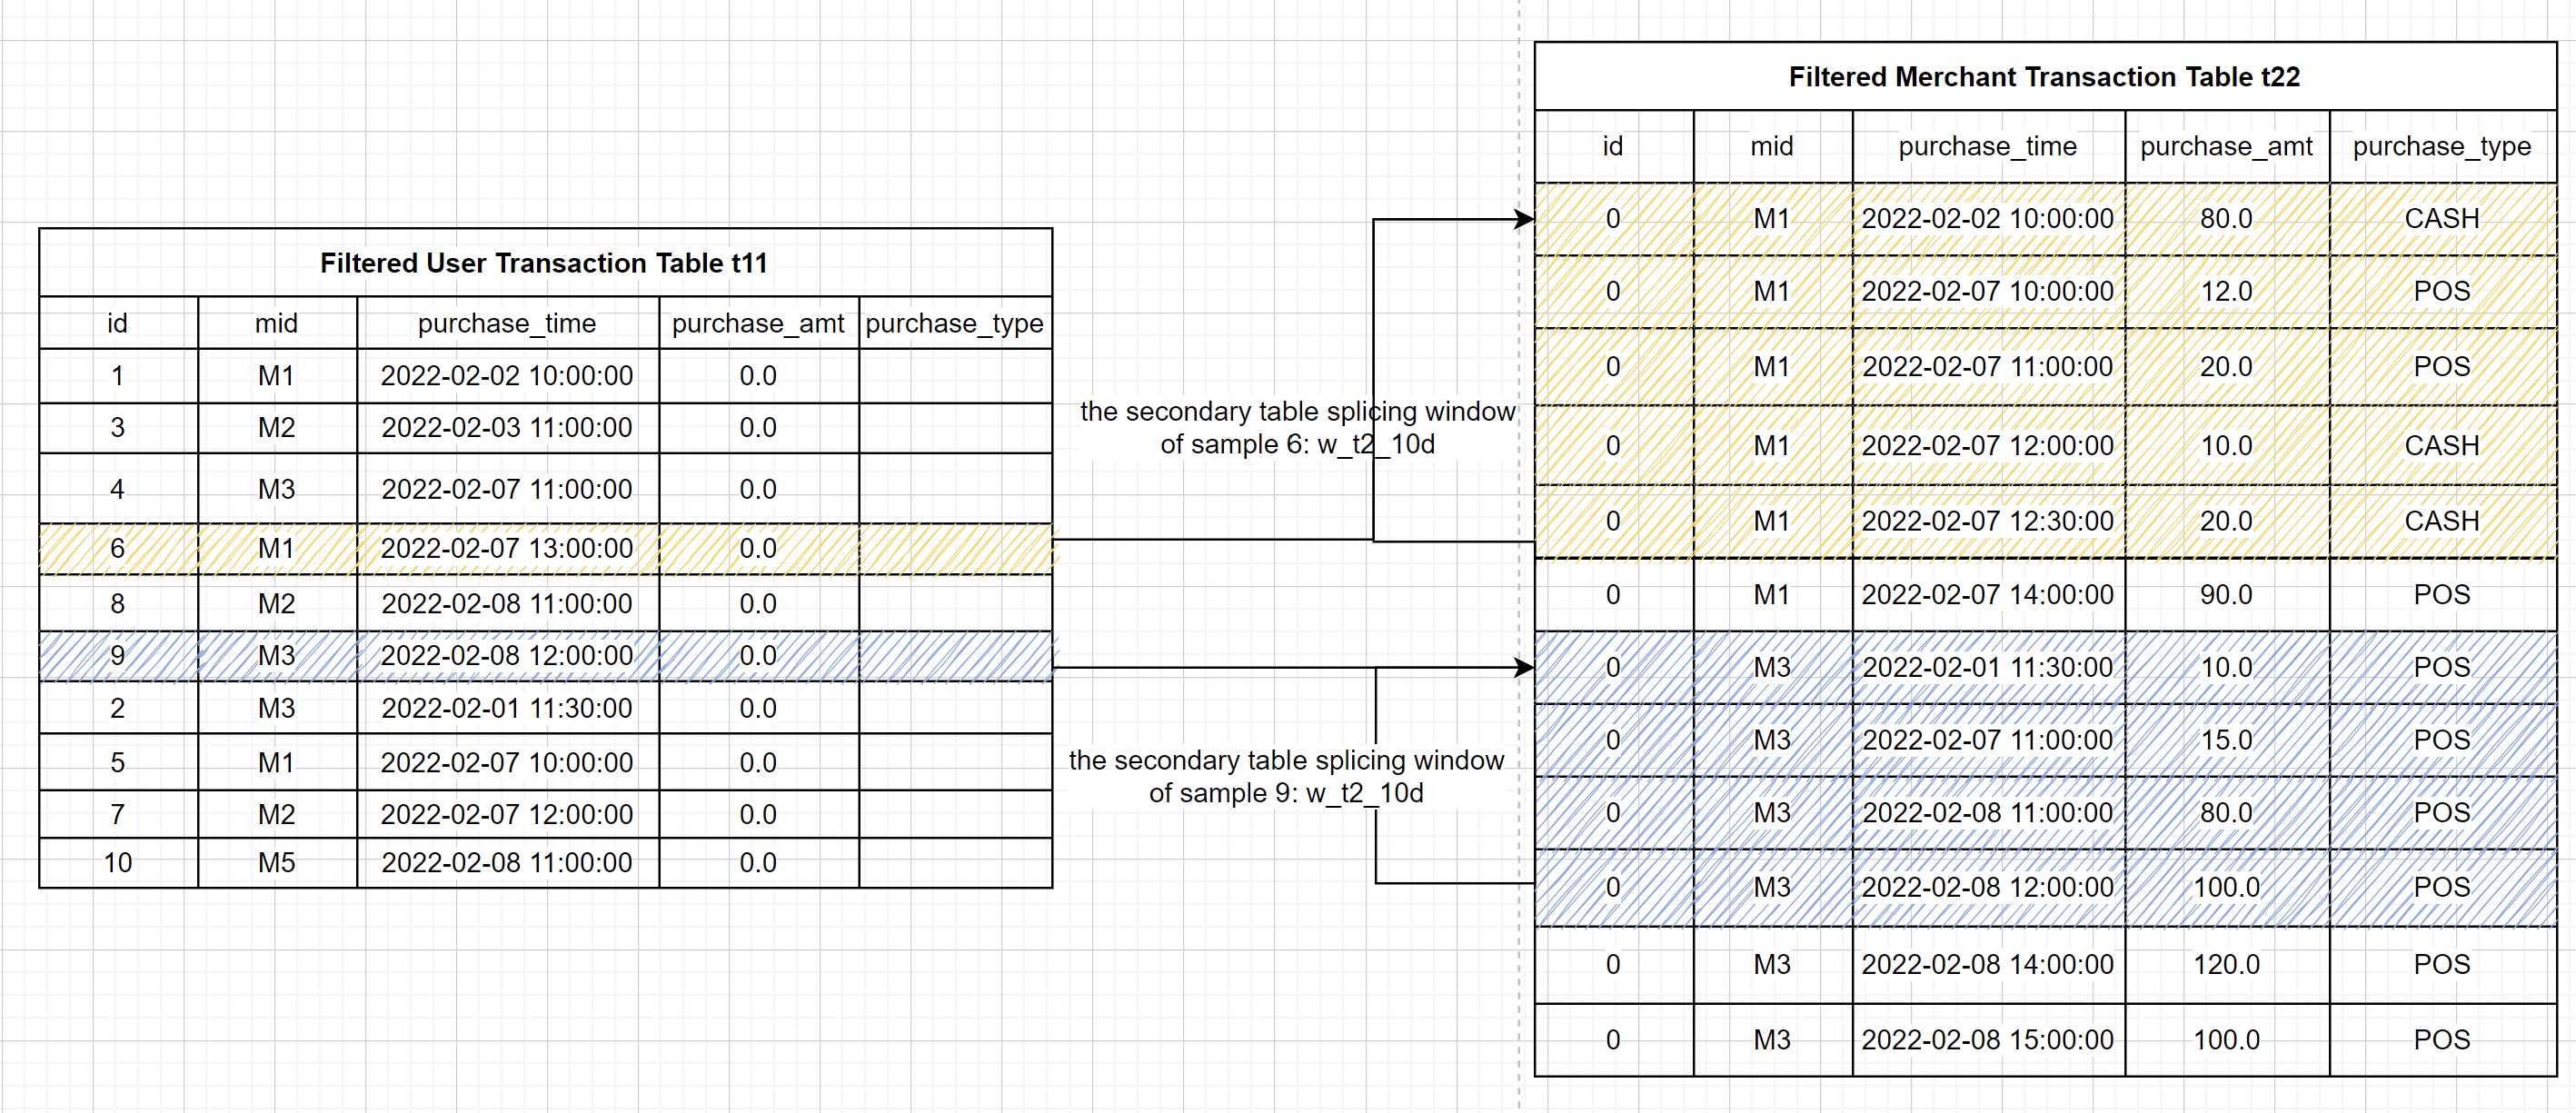 Filtered User Transaction Table t11
id mid purchase_time purchase_amt purchase_type
1 M1 2022-02-02 10:00:00 0.0
3 M2 2022-02-03 11:00:00 0.0
4 M3 2022-02-07 11:00:00 0.0
6 M1 2022-02-07 13:00:00 0.0
8 M2 2022-02-08 11:00:00 0.0
9 M3 2022-02-08 12:00:00 0.0
2 M3 2022-02-01 11:30:00 0.0
5 M1 2022-02-07 10:00:00 0.0
7 M2 2022-02-07 12:00:00 0.0
10 M5 2022-02-08 11:00:00 0.0
the secondary table splicing window
of sample 6: w_t2_10d
the secondary table splicing window
of sample 9: w_t2_10d
Filtered Merchant Transaction Table t22
id mid purchase_time purchase_amt purchase_type
0 M1 2022-02-02 10:00:00 80.0 CASH
0 M1 2022-02-07 10:00:00 12.0 POS
0 M1 2022-02-07 11:00:00 20.0 POS
0 M1 2022-02-07 12:00:00 10.0 CASH
0 M1 2022-02-07 12:30:00 20.0 CASH
0 M1 2022-02-07 14:00:00 90.0 POS
0 M3 2022-02-01 11:30:00 10.0 POS
0 M3 2022-02-07 11:00:00 15.0 POS
0 M3 2022-02-08 11:00:00 80.0 POS
0 M3 2022-02-08 12:00:00 100.0 POS
0 M3 2022-02-08 14:00:00 120.0 POS
0 M3 2022-02-08 15:00:00 100.0 POS